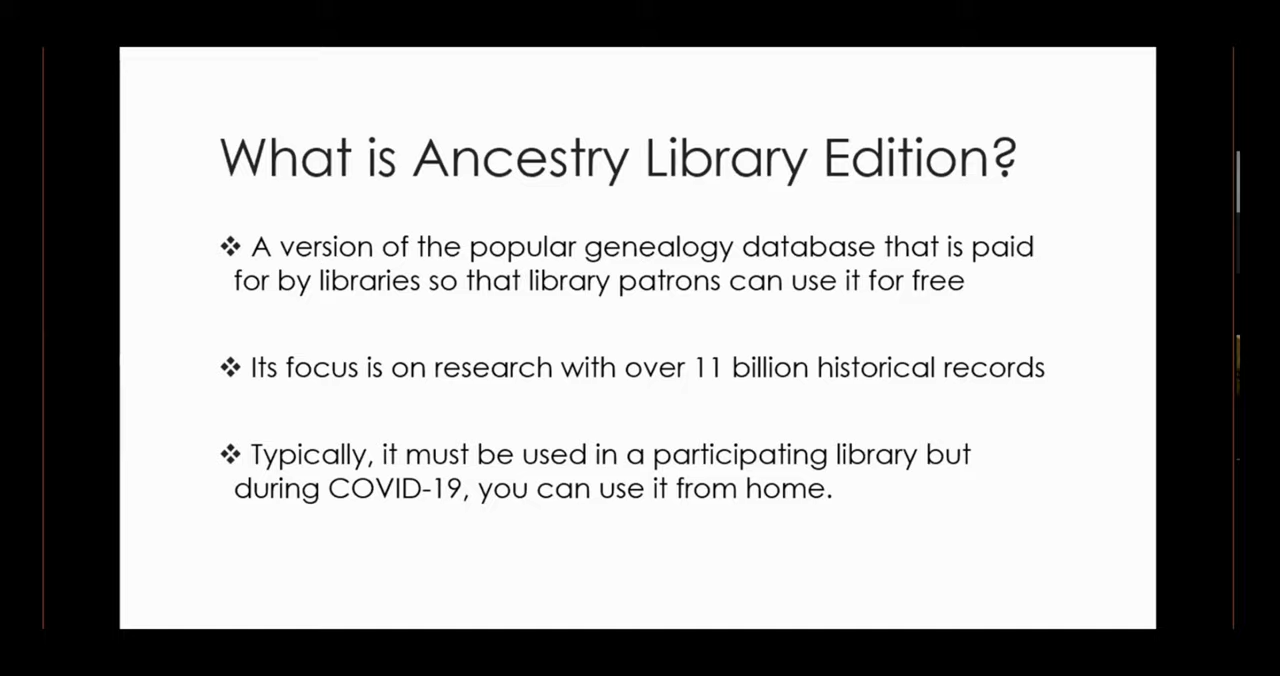 What is Ancestry Library Edition?
❖ A version of the popular genealogy database that is paid
for by libraries so that library patrons can use it for free
❖ Its focus is on research with over 11 billion historical records
❖ Typically, it must be used in a participating library but
during COVID-19, you can use it from home.